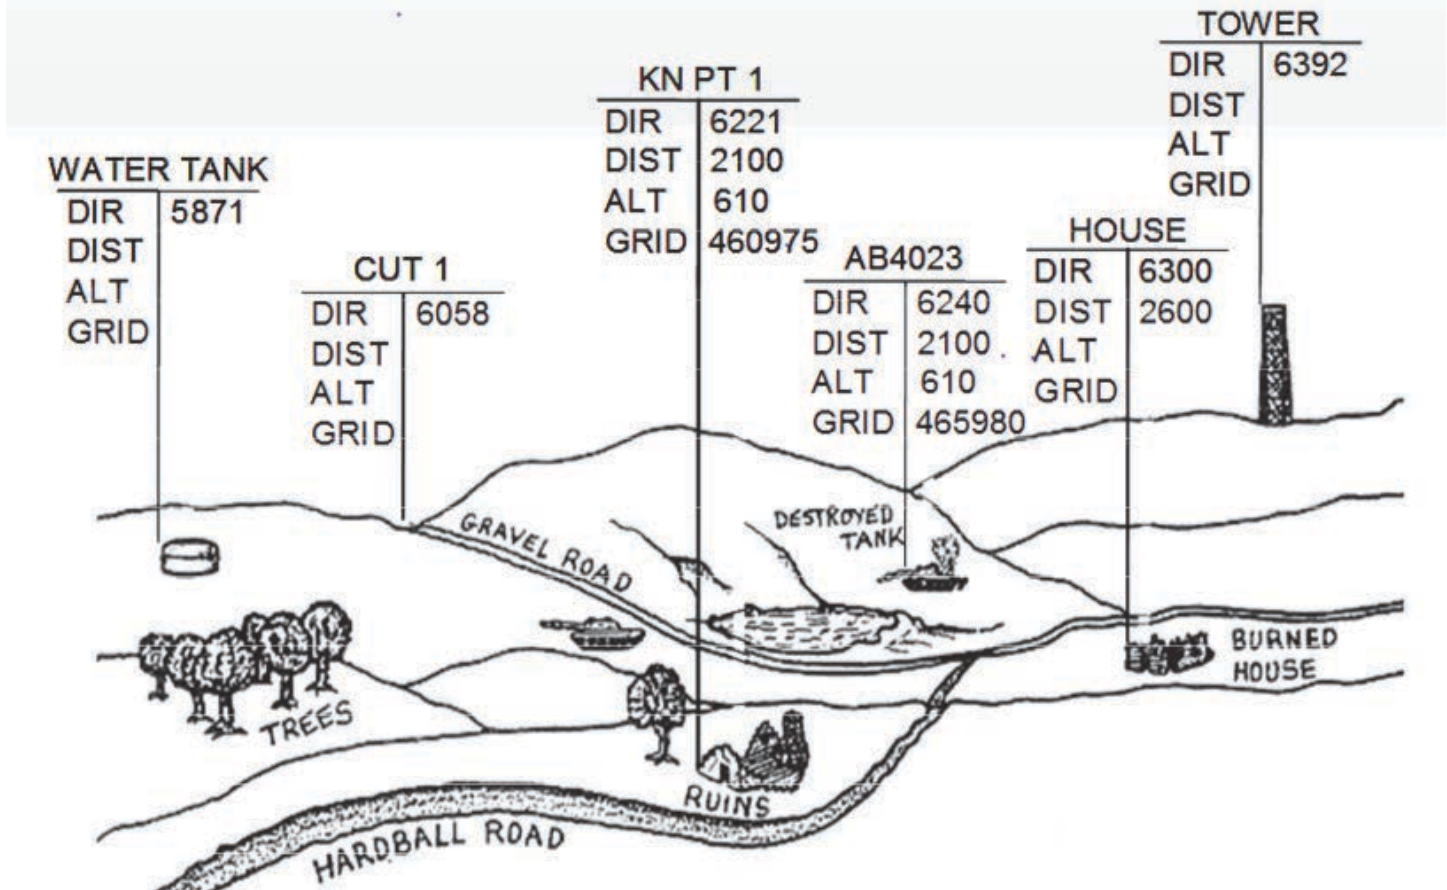 TOWER
DIR 6392
DIST
ALT
GRID
KN PT 1
DIR 6221
DIST 2100
ALT 610
GRID 460975
WATER TANK
DIR 5871
DIST
ALT
GRID
CUT 1
DIR 6058
DIST
ALT
GRID
AB4023
DIR 6240
DIST 2100
ALT 610
GRID 465980
HOUSE
DIR 6300
DIST 2600
ALT
GRID
GRAVEL ROAD
DESTROYED
TANK
BURNED
HOUSE
TREES
RUINS
HARDBALL ROAD